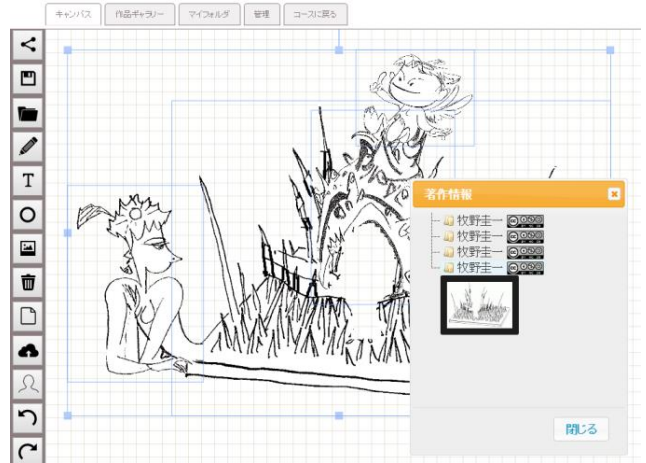 キャンバス
作品ギャラリー
マイフォルダ
管理
コースに戻る
T
著作情報
牧野圭一
牧野圭一
牧野圭一
牧野圭一
閉じる